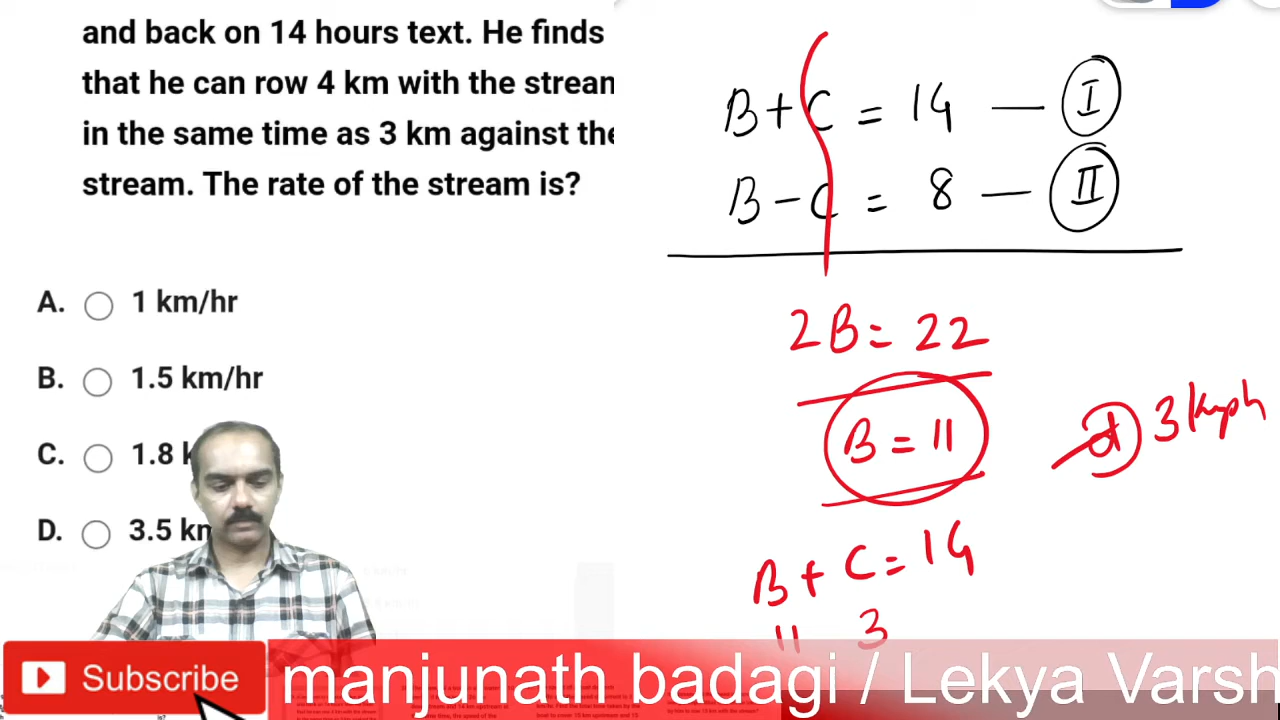 and back on 14 hours text. He finds
that he can row 4 km with the stream
in the same time as 3 km against the
stream. The rate of the stream is?
A. 1 km/hr
B. 1.5 km/hr
C. 1.8 k
D. 3.5 km
B+C = 14 — I
B-C = 8 — II
2B = 22
B = 11
d 3 kmph
B + C = 14
11 3
Subscribe
manjunath badagi / Lekya Varsh